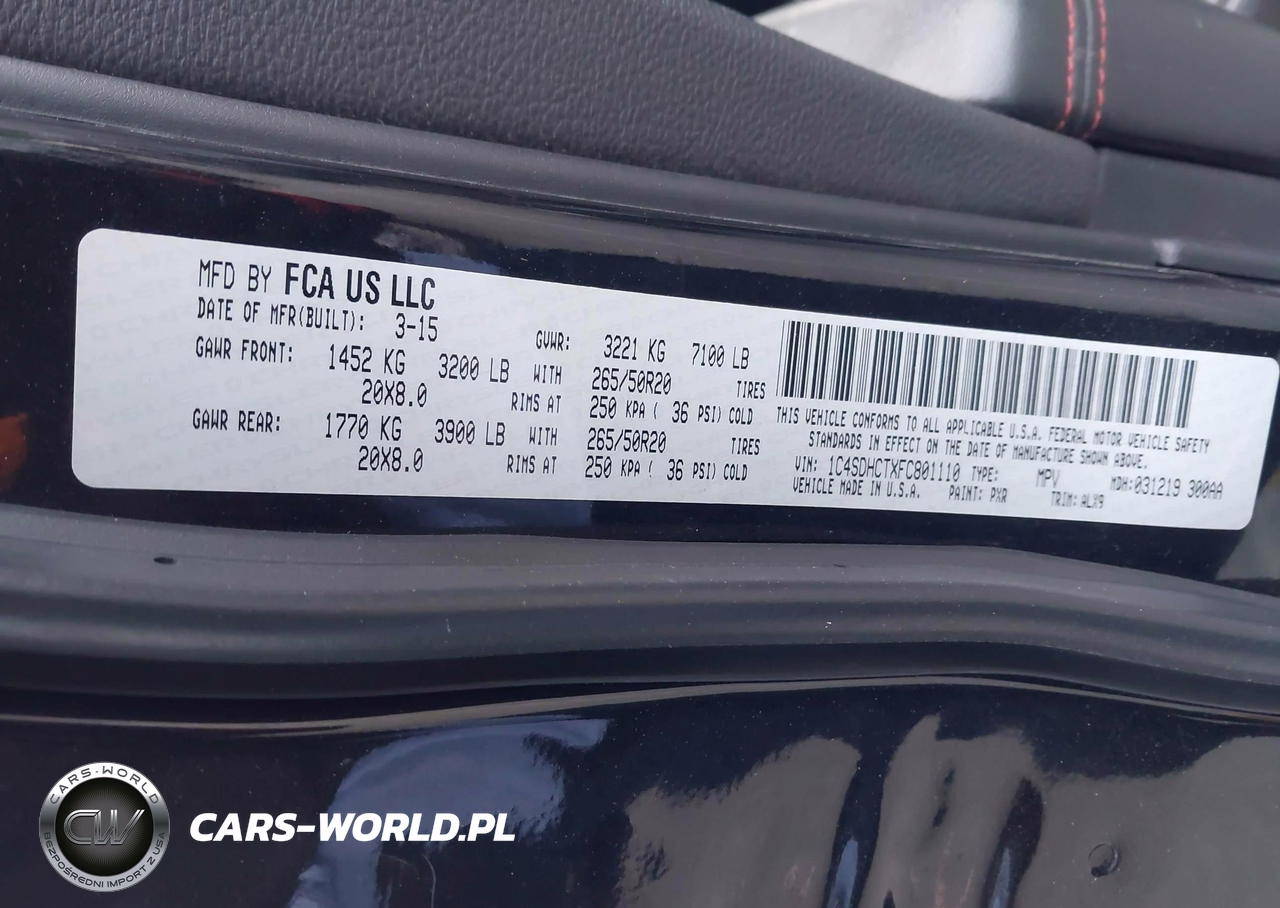 MFD BY FCA US LLC
DATE OF MFR(BUILT): 3-15
GVWR: 3221 KG 7100 LB
GAWR FRONT: 1452 KG 3200 LB WITH 265/50R20 TIRES
20X8.0 RIMS AT 250 KPA ( 36 PSI) COLD
GAWR REAR: 1770 KG 3900 LB WITH 265/50R20 TIRES
20X8.0 RIMS AT 250 KPA ( 36 PSI) COLD
THIS VEHICLE CONFORMS TO ALL APPLICABLE U.S.A. FEDERAL MOTOR VEHICLE SAFETY
STANDARDS IN EFFECT ON THE DATE OF MANUFACTURE SHOWN ABOVE.
VIN: 1C4SDHCTXFC801110 TYPE: MPV MDH:031219 300AA
VEHICLE MADE IN U.S.A. PAINT: PXR TRIM: ALX9
CARS-WORLD
CW
BEZPOŚREDNI IMPORT Z USA
CARS-WORLD.PL